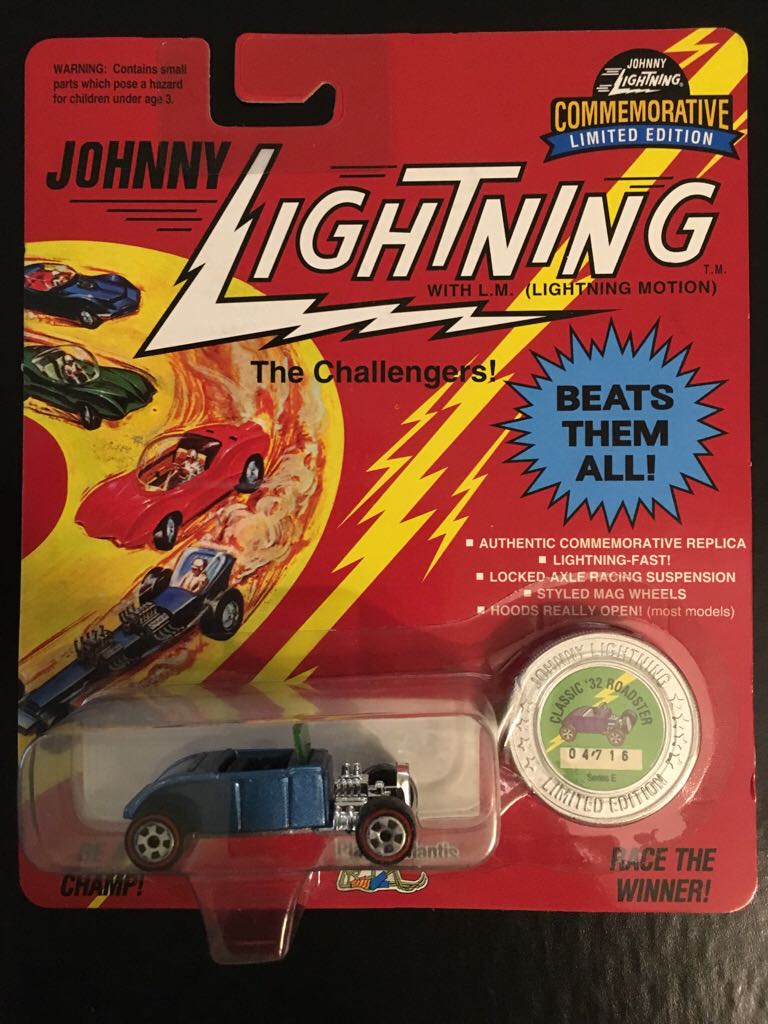 WARNING: Contains small
parts which pose a hazard
for children under age 3.
JOHNNY
LIGHTNING®
COMMEMORATIVE
LIMITED EDITION
JOHNNY
LIGHTNING
T.M.
WITH L.M. (LIGHTNING MOTION)
The Challengers!
BEATS
THEM
ALL!
■ AUTHENTIC COMMEMORATIVE REPLICA
■ LIGHTNING-FAST!
■ LOCKED-AXLE RACING SUSPENSION
■ STYLED MAG WHEELS
■ HOODS REALLY OPEN! (most models)
JOHNNY LIGHTNING
CLASSIC '32 ROADSTER
04716
Series E
LIMITED EDITION
BE
CHAMP!
RACE THE
WINNER!